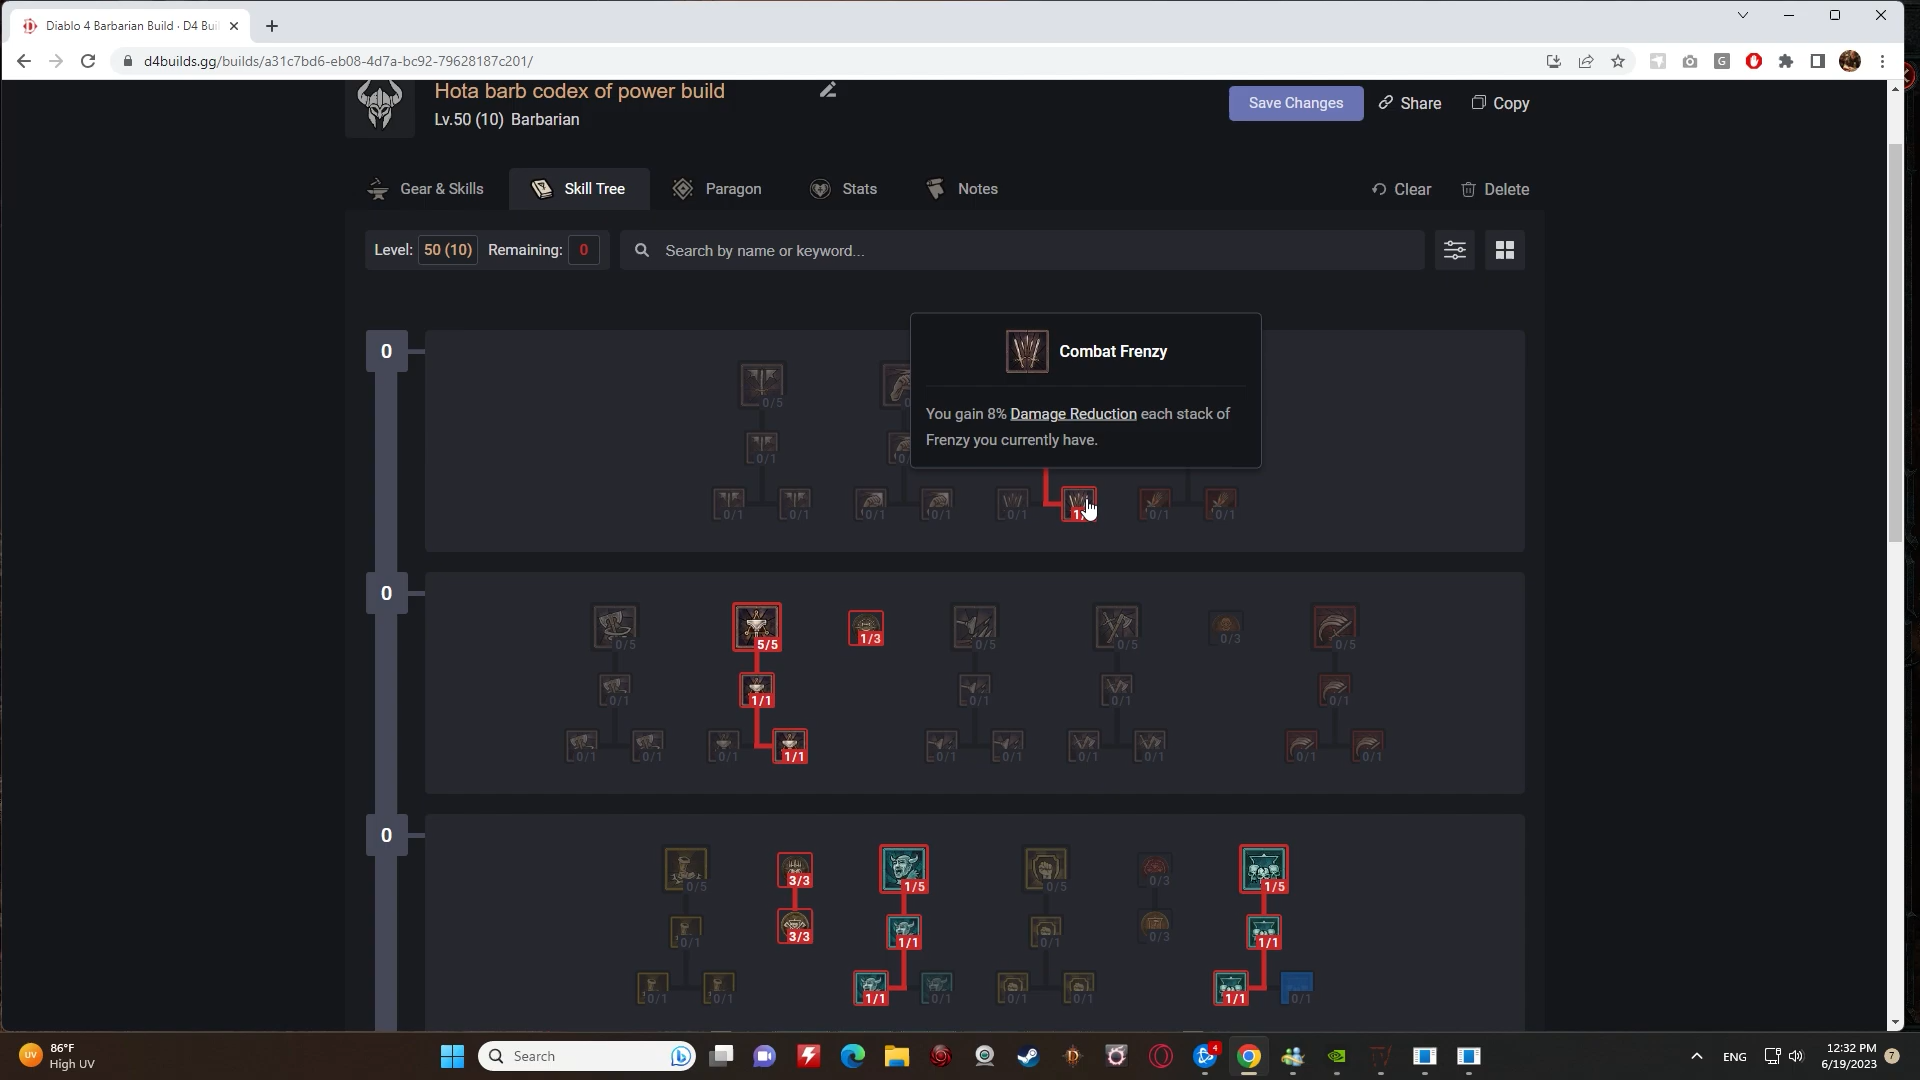 Diablo 4 Barbarian Build · D4 Bui
d4builds.gg/builds/a31c7bd6-eb08-4d7a-bc92-79628187c201/
Hota barb codex of power build
Lv.50 (10) Barbarian
Save Changes
Share
Copy
Gear & Skills
Skill Tree
Paragon
Stats
Notes
Clear
Delete
Level: 50 (10) Remaining: 0
Search by name or keyword...
0
Combat Frenzy
You gain 8% Damage Reduction each stack of
Frenzy you currently have.
0/5
0/1
0/1 0/1 0/1 0/1 0/1 0/1 0/1
0
0/5 5/5 1/3 0/5 0/5 0/3 0/5
0/1 1/1 0/1 0/1 0/1
0/1 0/1 0/1 1/1 0/1 0/1 0/1 0/1 0/1 0/1
0
0/5 3/3 1/5 0/5 0/3 1/5
0/1 3/3 1/1 0/1 0/3 1/1
0/1 0/1 1/1 0/1 0/1 0/1 1/1 0/1
86°F
High UV
UV
Search
4
ENG
12:32 PM
6/19/2023
7